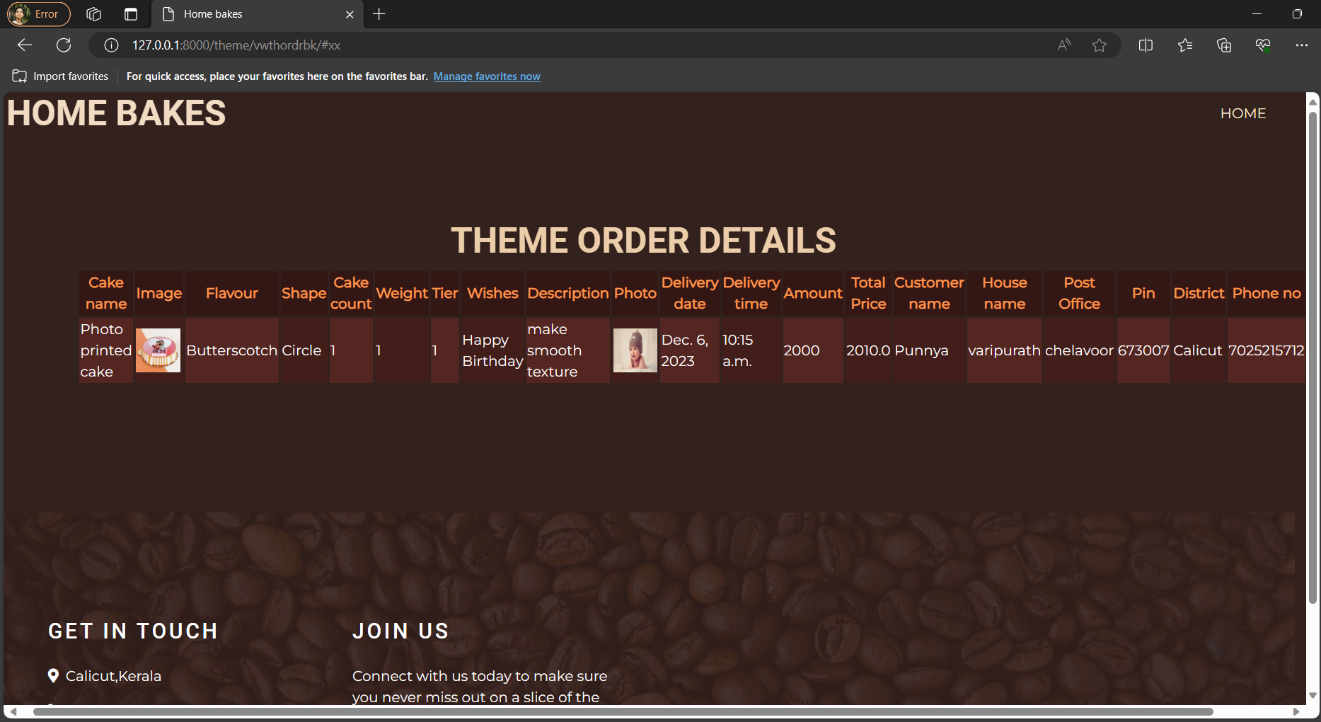 Error
Home bakes
127.0.0.1:8000/theme/vwthordrbk/#xx
Import favorites
For quick access, place your favorites here on the favorites bar. Manage favorites now
HOME BAKES
HOME
THEME ORDER DETAILS
Cake name Image Flavour Shape Cake count Weight Tier Wishes Description Photo Delivery date Delivery time Amount Total Price Customer name House name Post Office Pin District Phone no
Photo printed cake Butterscotch Circle 1 1 1 Happy Birthday make smooth texture Dec. 6, 2023 10:15 a.m. 2000 2010.0 Punnya varipurath chelavoor 673007 Calicut 7025215712
GET IN TOUCH
JOIN US
Calicut,Kerala
Connect with us today to make sure
you never miss out on a slice of the